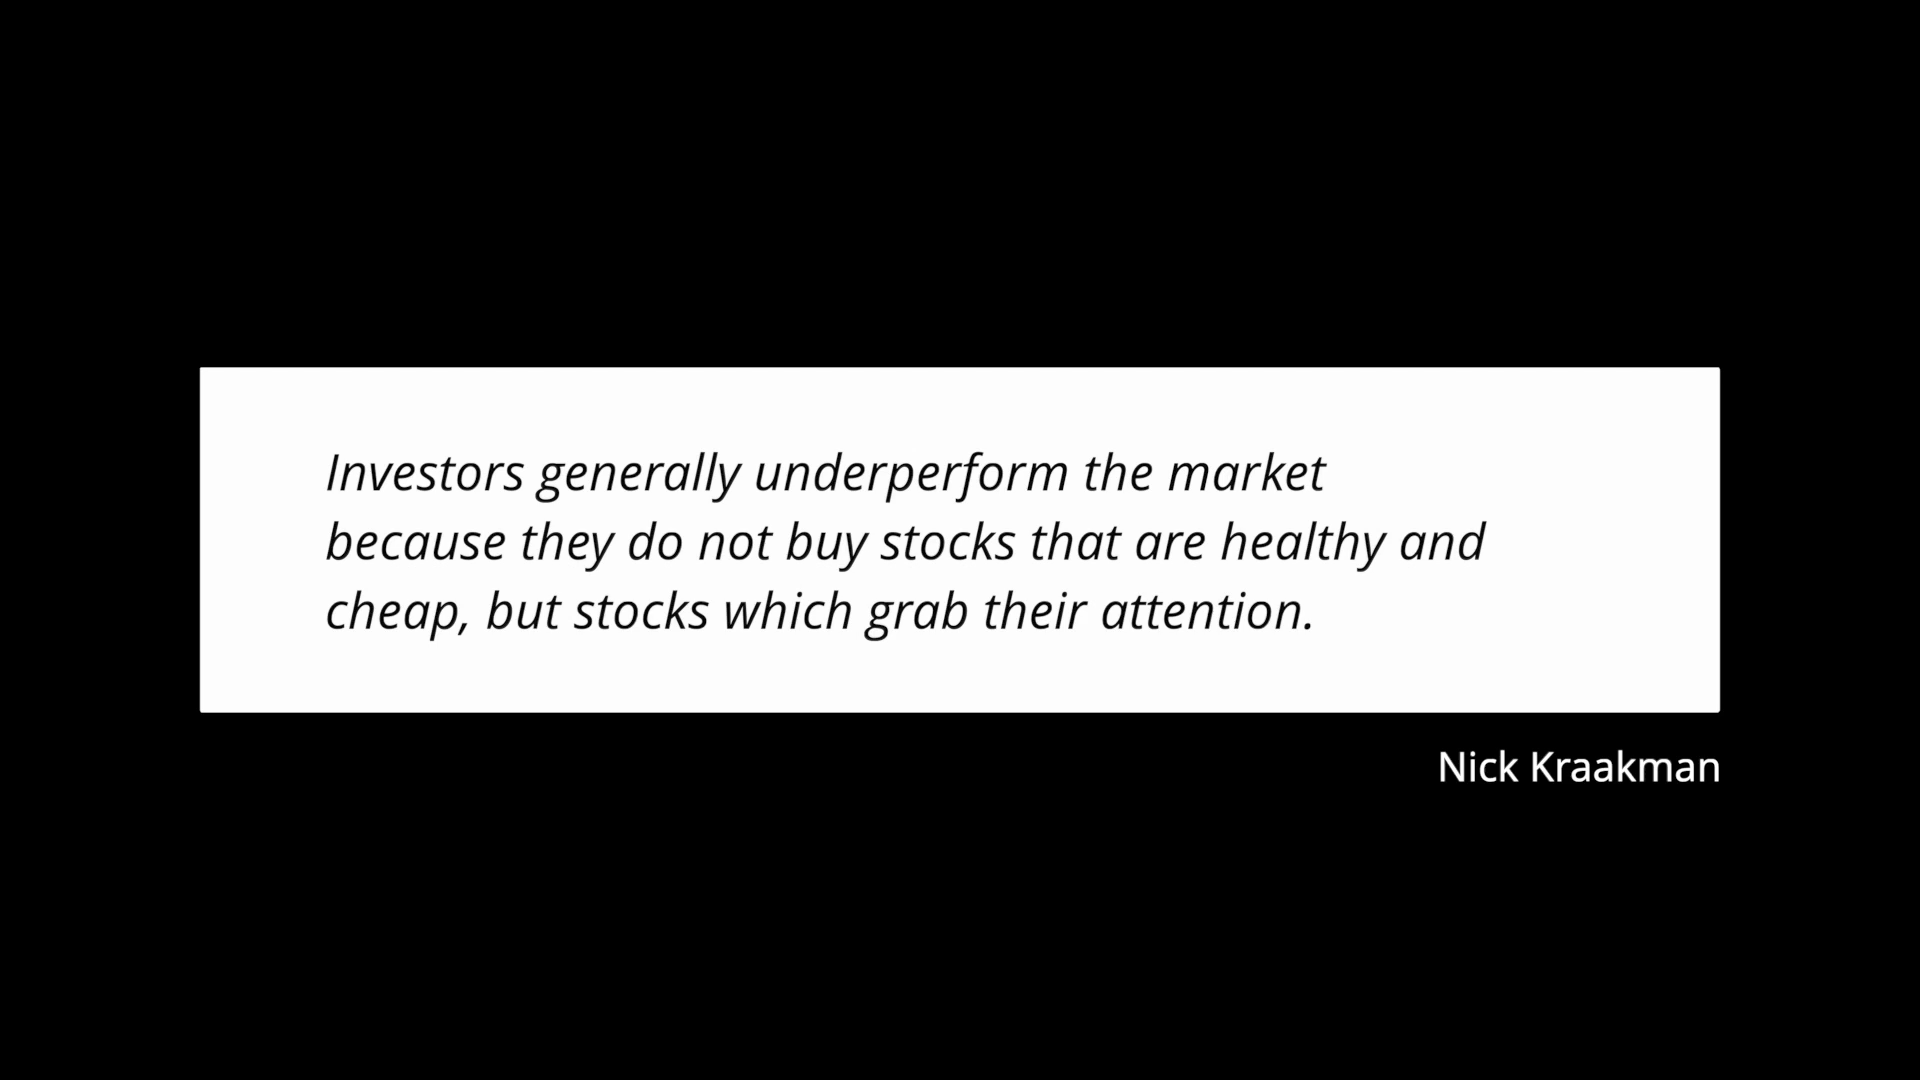 Investors generally underperform the market
because they do not buy stocks that are healthy and
cheap, but stocks which grab their attention.
Nick Kraakman